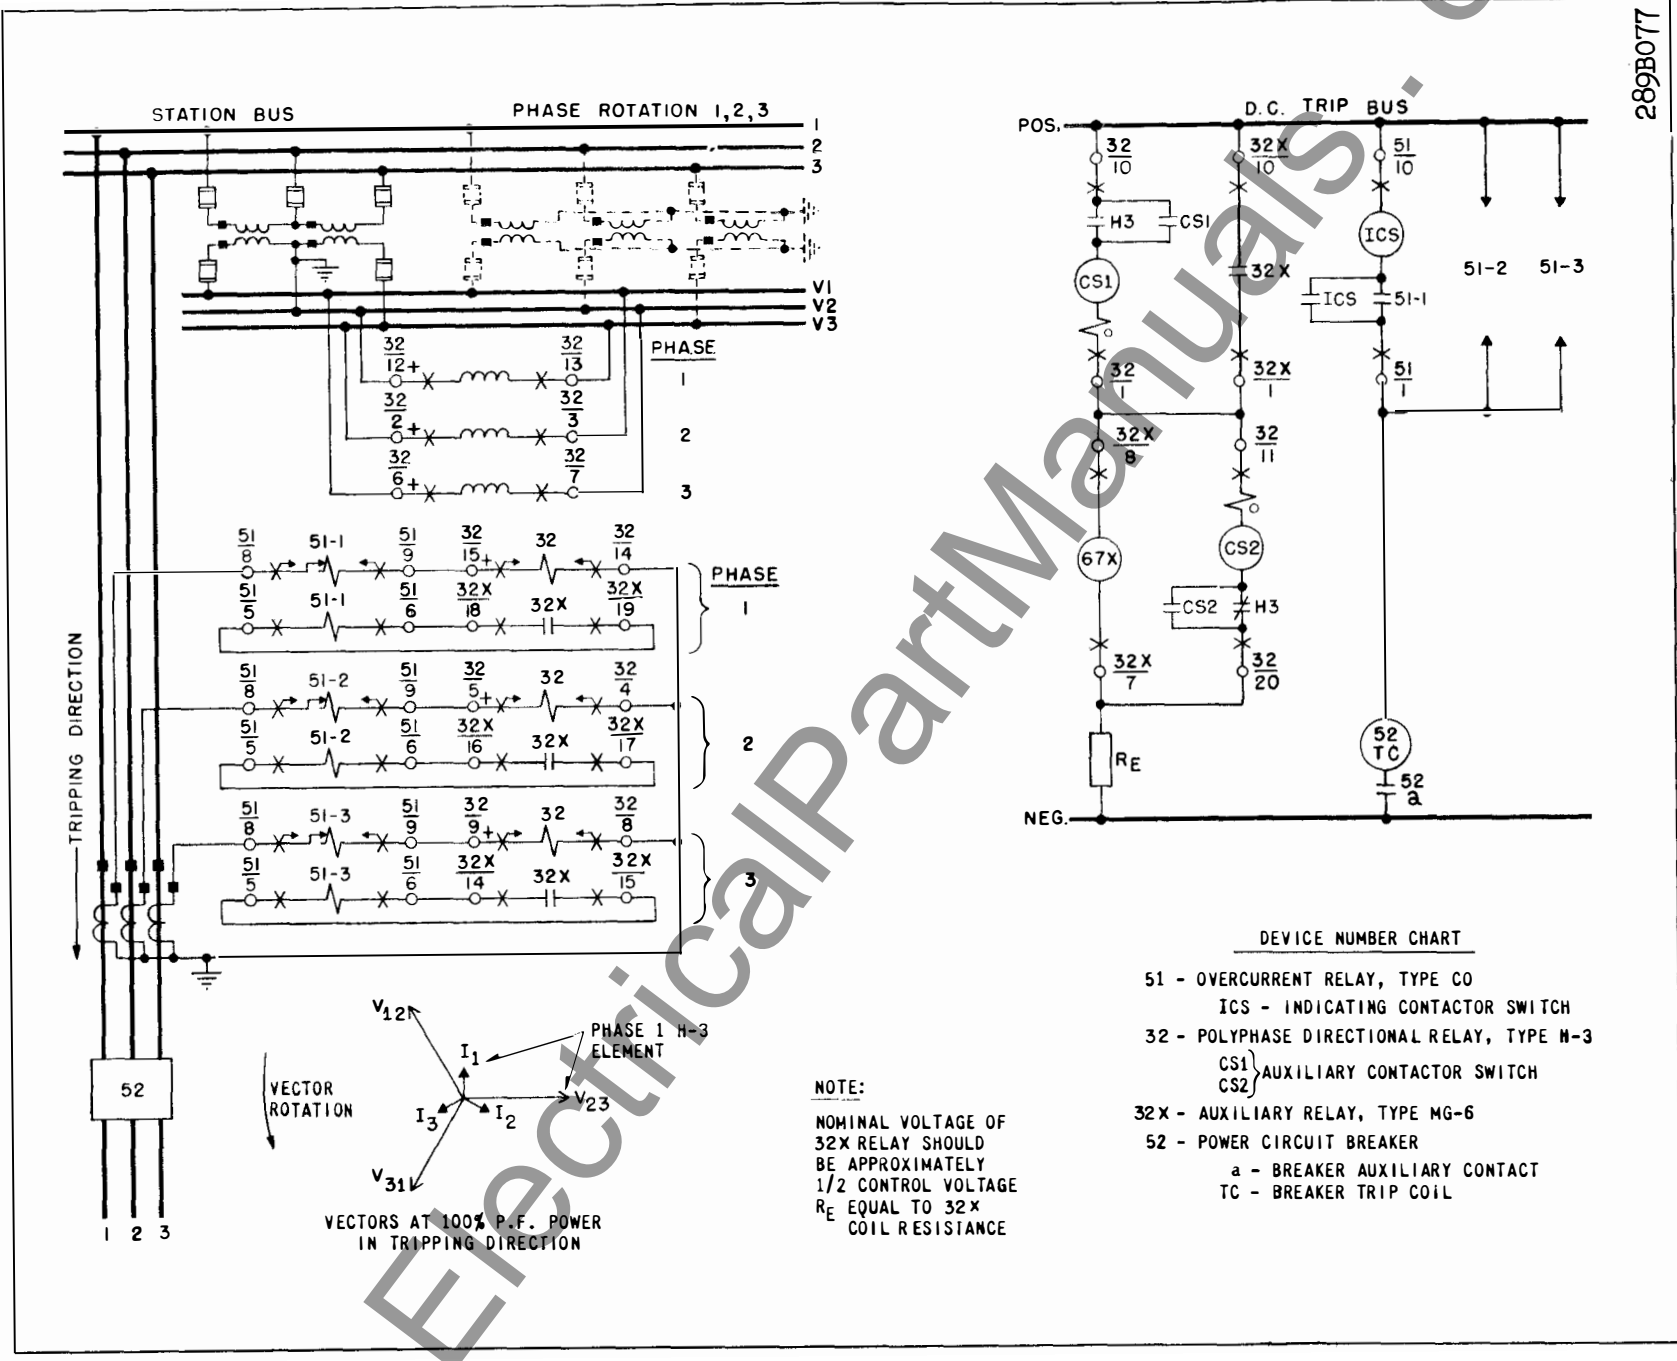 289B077
STATION BUS
PHASE ROTATION 1,2,3
1
2
3
V1
V2
V3
PHASE
32
12 +
32
13
1
32
2 +
32
3
2
32
6 +
32
7
3
51
8
51-1
51
9
32
15 +
32
32
14
PHASE
51
5
51-1
51
6
32X
18
32X
32X
19
1
51
8
51-2
51
9
32
5 +
32
32
4
51
5
51-2
51
6
32X
16
32X
32X
17
2
51
8
51-3
51
9
32
9 +
32
32
8
51
5
51-3
51
6
32X
14
32X
32X
15
3
TRIPPING DIRECTION
52
1 2 3
VECTOR
ROTATION
V12
I1
I3
I2
V23
V31
PHASE 1 H-3
ELEMENT
VECTORS AT 100% P.F. POWER
IN TRIPPING DIRECTION
D.C. TRIP BUS
POS.
32
10
32X
10
51
10
H3
CS1
ICS
CS1
32X
ICS
51-1
51-2
51-3
32
1
32X
1
51
1
32X
8
32
11
67X
CS2
CS2
H3
32X
7
32
20
RE
52
TC
52
a
NEG.
NOTE:
NOMINAL VOLTAGE OF
32X RELAY SHOULD
BE APPROXIMATELY
1/2 CONTROL VOLTAGE
RE EQUAL TO 32X
COIL RESISTANCE
DEVICE NUMBER CHART
51 - OVERCURRENT RELAY, TYPE CO
ICS - INDICATING CONTACTOR SWITCH
32 - POLYPHASE DIRECTIONAL RELAY, TYPE H-3
CS1
CS2
AUXILIARY CONTACTOR SWITCH
32X - AUXILIARY RELAY, TYPE MG-6
52 - POWER CIRCUIT BREAKER
a - BREAKER AUXILIARY CONTACT
TC - BREAKER TRIP COIL
ElectricalPartManuals.